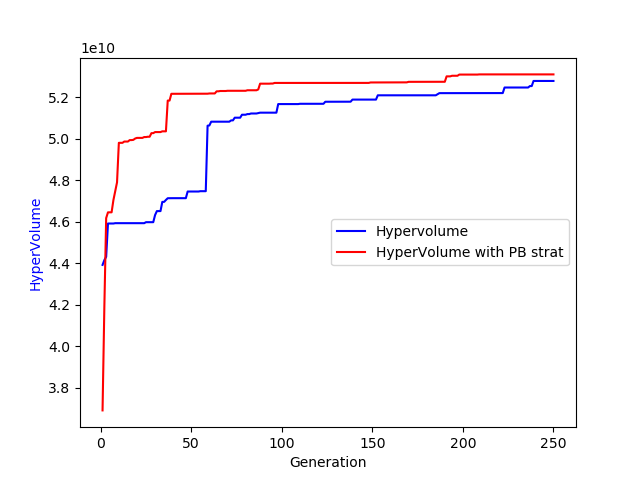 1e10
5.2
5.0
4.8
4.6
4.4
4.2
4.0
3.8
HyperVolume
Hypervolume
HyperVolume with PB strat
0 50 100 150 200 250
Generation